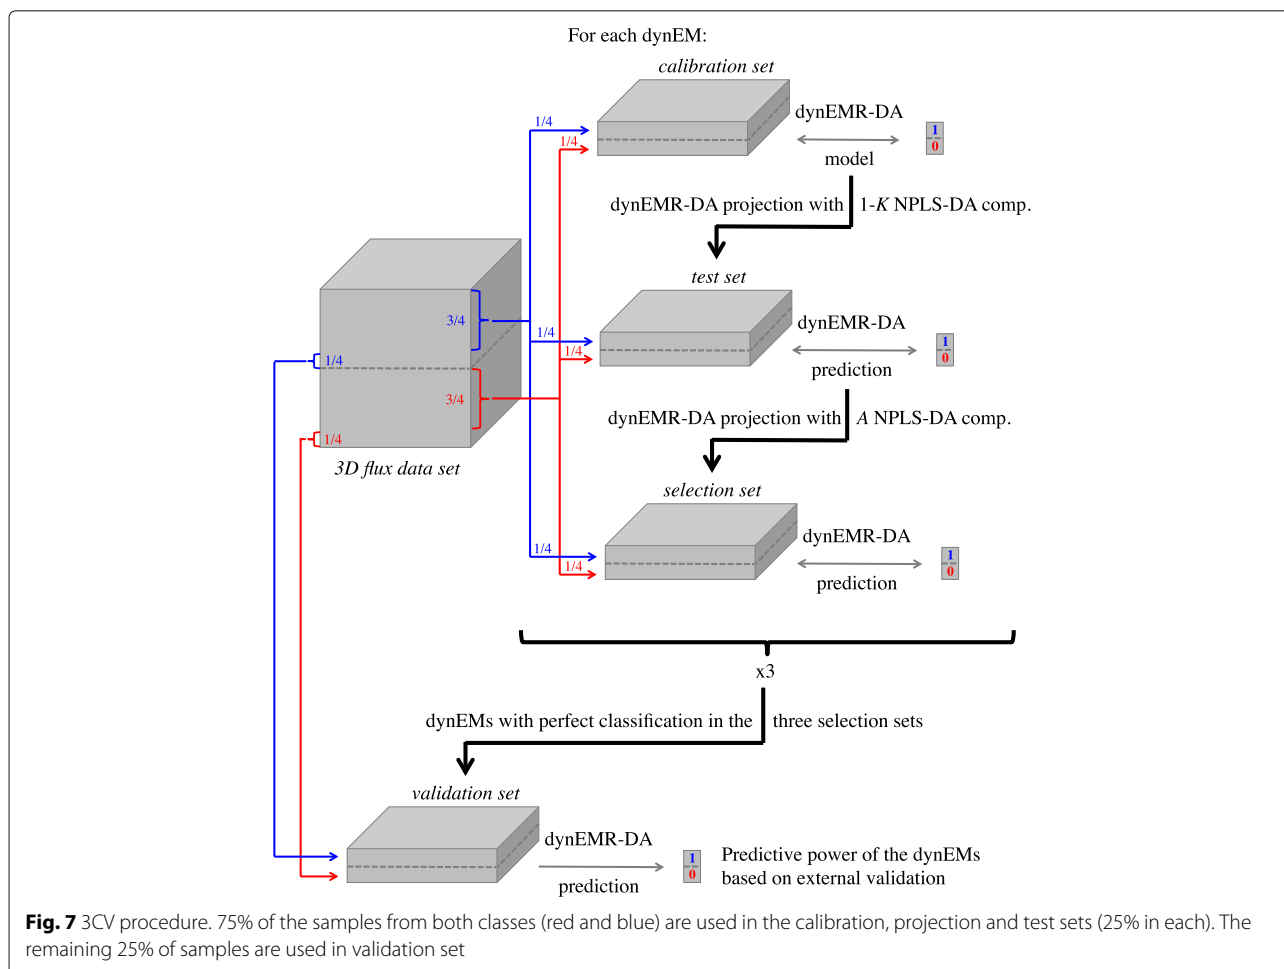 For each dynEM:
calibration set
1/4
1/4
dynEMR-DA
model
1
0
dynEMR-DA projection with 1-K NPLS-DA comp.
test set
3/4
1/4
3/4
1/4
3D flux data set
1/4
1/4
dynEMR-DA
prediction
1
0
dynEMR-DA projection with A NPLS-DA comp.
selection set
1/4
1/4
dynEMR-DA
prediction
1
0
x3
dynEMs with perfect classification in the three selection sets
validation set
dynEMR-DA
prediction
1
0
Predictive power of the dynEMs
based on external validation
Fig. 7 3CV procedure. 75% of the samples from both classes (red and blue) are used in the calibration, projection and test sets (25% in each). The
remaining 25% of samples are used in validation set